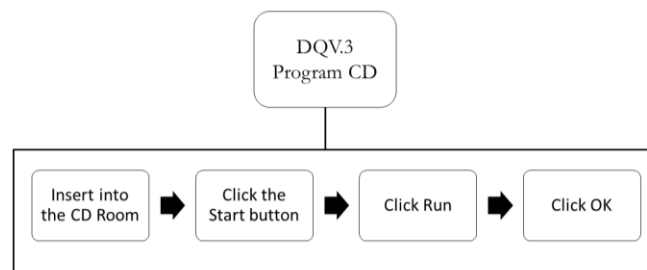 DQV.3
Program CD
Insert into
the CD Room
Click the
Start button
Click Run
Click OK